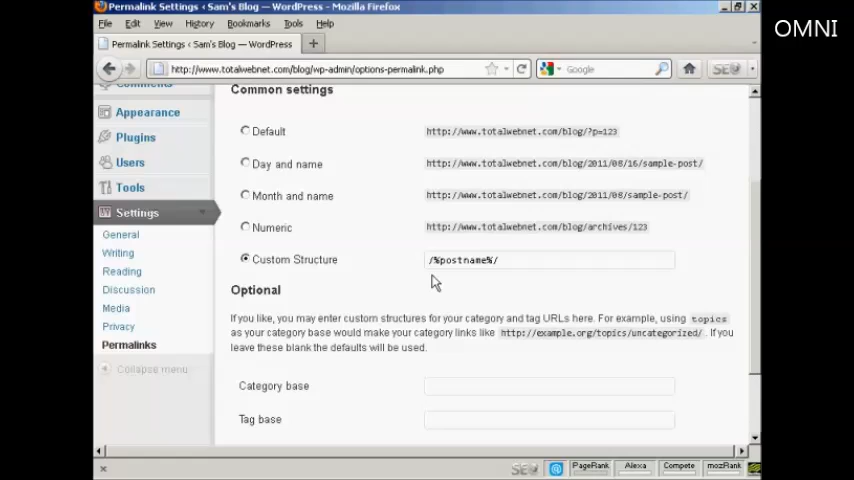 Permalink Settings ‹ Sam's Blog — WordPress - Mozilla Firefox
OMNI
File Edit View History Bookmarks Tools Help
Permalink Settings ‹ Sam's Blog — WordPress
http://www.totalwebnet.com/blog/wp-admin/options-permalink.php
Google
SEO
Comments
Appearance
Plugins
Users
Tools
Settings
General
Writing
Reading
Discussion
Media
Privacy
Permalinks
Collapse menu
Common settings
Default http://www.totalwebnet.com/blog/?p=123
Day and name http://www.totalwebnet.com/blog/2011/08/16/sample-post/
Month and name http://www.totalwebnet.com/blog/2011/08/sample-post/
Numeric http://www.totalwebnet.com/blog/archives/123
Custom Structure /%postname%/
Optional
If you like, you may enter custom structures for your category and tag URLs here. For example, using topics
as your category base would make your category links like http://example.org/topics/uncategorized/ . If you
leave these blank the defaults will be used.
Category base
Tag base
SEO PageRank Alexa Compete mozRank